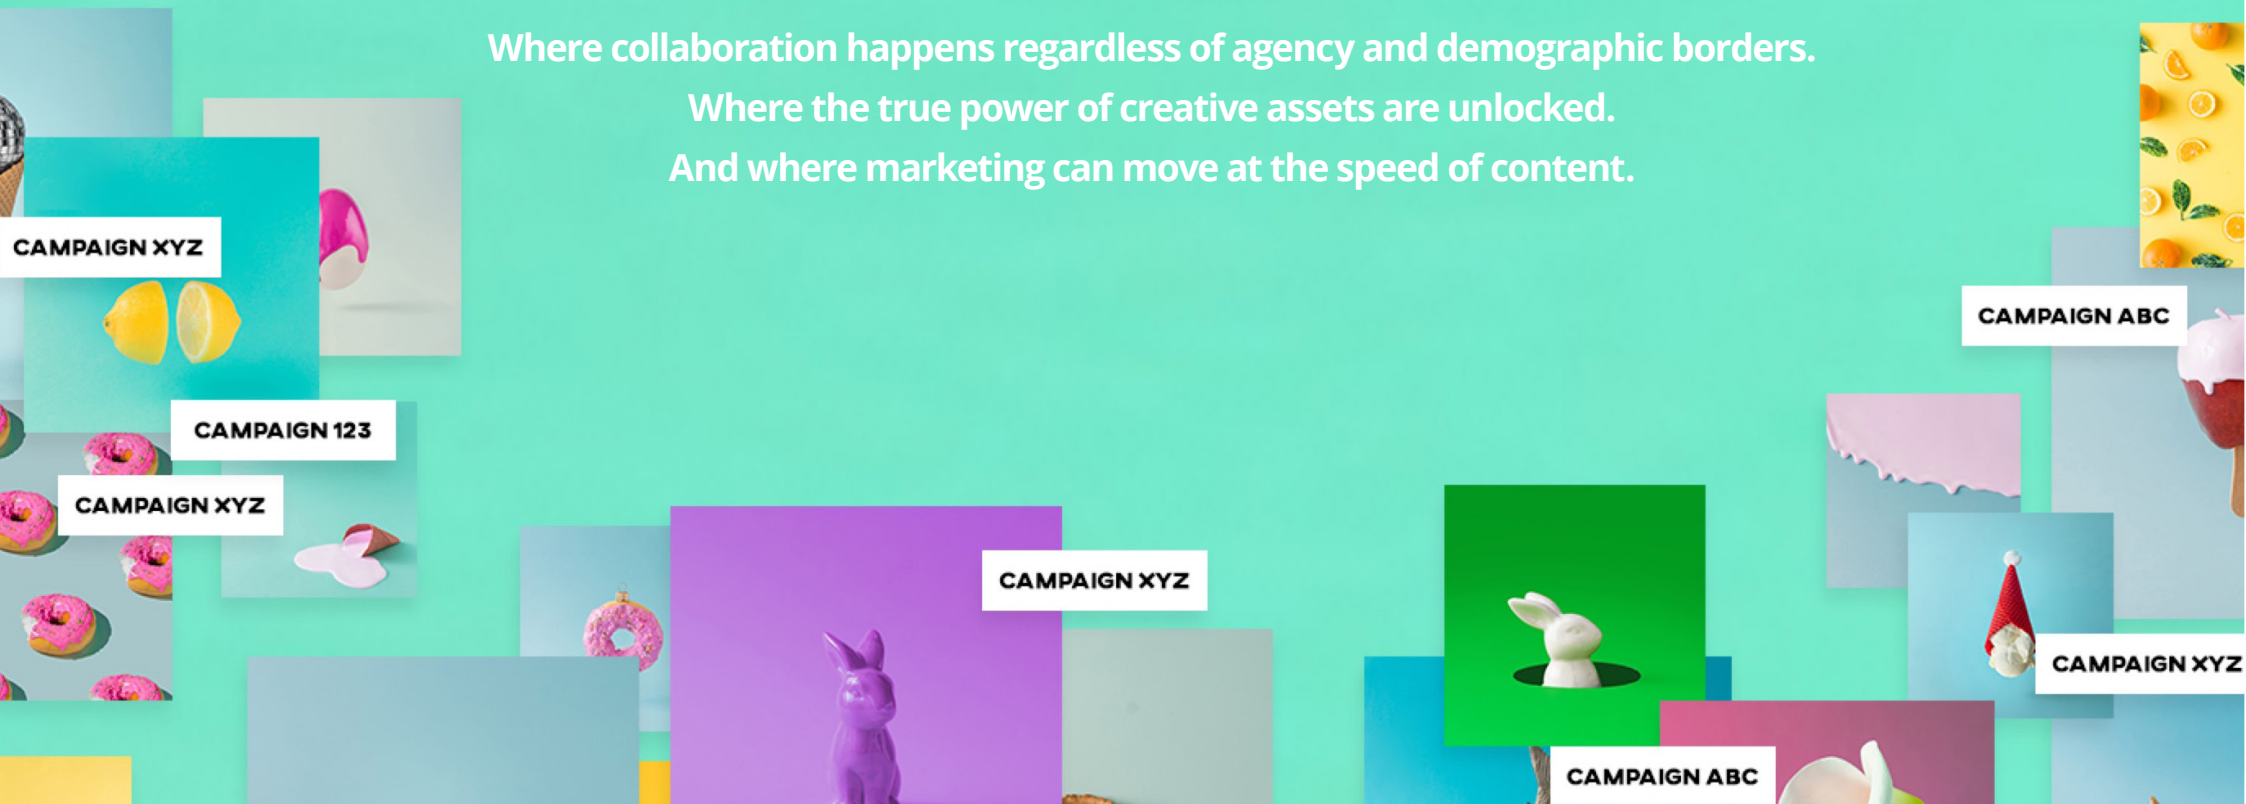 Where collaboration happens regardless of agency and demographic borders.
Where the true power of creative assets are unlocked.
And where marketing can move at the speed of content.
CAMPAIGN XYZ
CAMPAIGN ABC
CAMPAIGN 123
CAMPAIGN XYZ
CAMPAIGN XYZ
CAMPAIGN XYZ
CAMPAIGN ABC